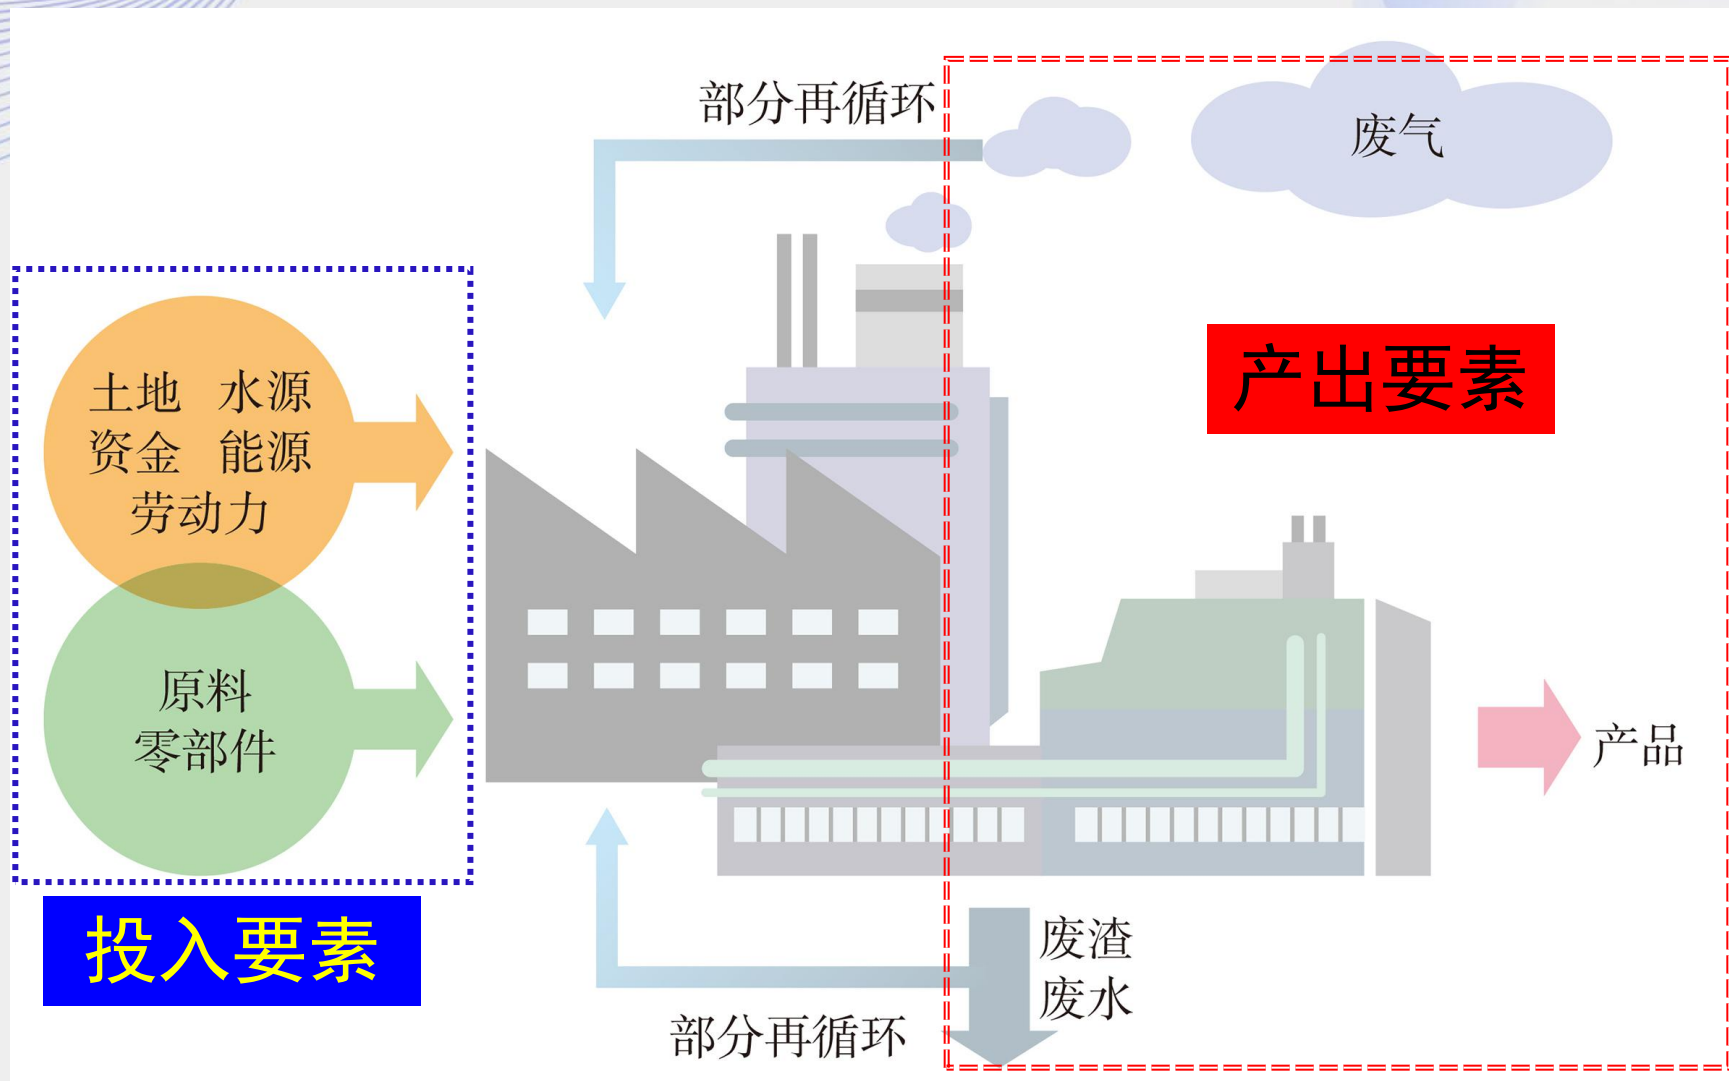 部分再循环
废气
产出要素
土地 水源
资金 能源
劳动力
原料
零部件
产品
投入要素
废渣
废水
部分再循环